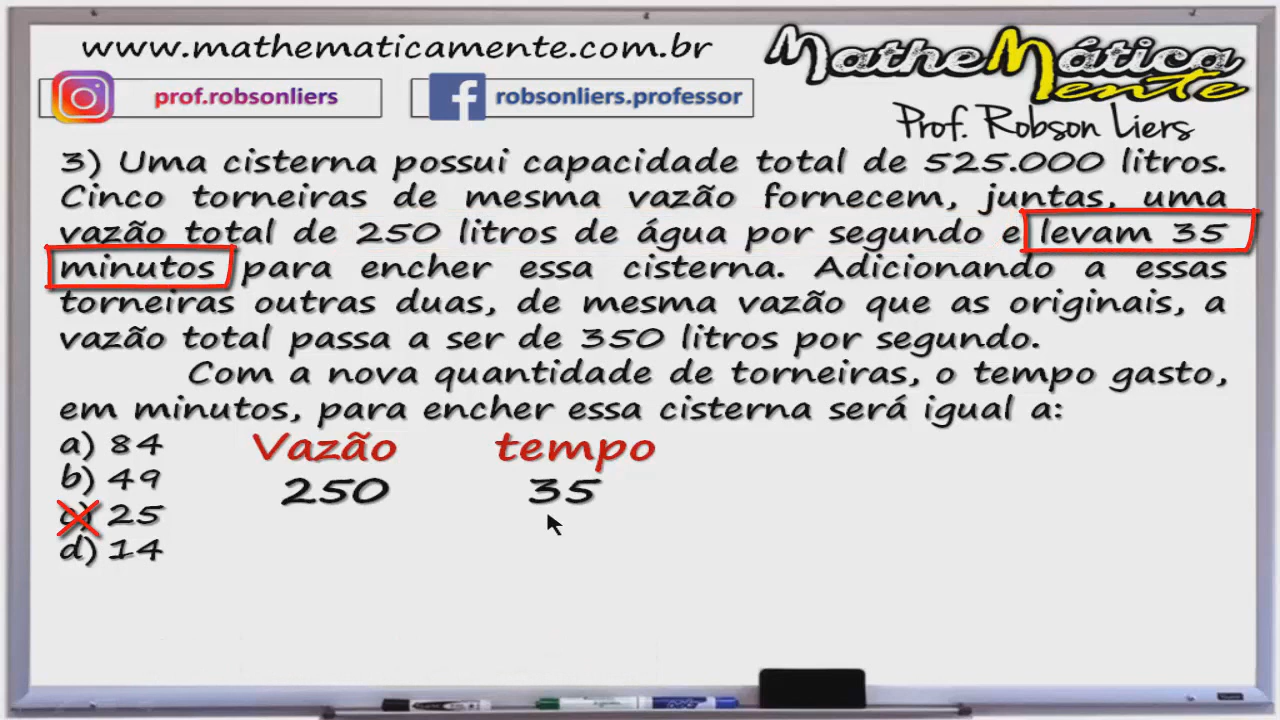 www.mathematicamente.com.br
MatheMática
mente
prof.robsonliers
robsonliers.professor
Prof. Robson Liers
3) Uma cisterna possui capacidade total de 525.000 litros.
Cinco torneiras de mesma vazão fornecem, juntas, uma
vazão total de 250 litros de água por segundo e levam 35
minutos para encher essa cisterna. Adicionando a essas
torneiras outras duas, de mesma vazão que as originais, a
vazão total passa a ser de 350 litros por segundo.
Com a nova quantidade de torneiras, o tempo gasto,
em minutos, para encher essa cisterna será igual a:
a) 84
b) 49
c) 25
d) 14
Vazão tempo
250 35